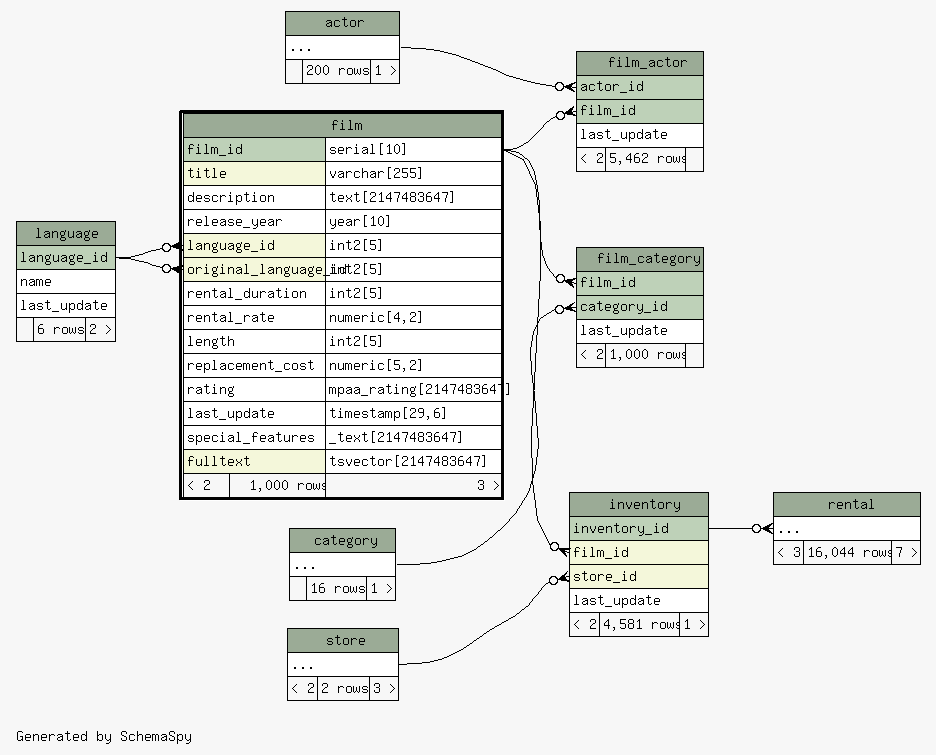 actor
...
200 rows 1 >
film_actor
actor_id
film_id
last_update
< 2 5,462 rows
film
film_id serial[10]
title varchar[255]
description text[2147483647]
release_year year[10]
language_id int2[5]
original_language_id int2[5]
rental_duration int2[5]
rental_rate numeric[4,2]
length int2[5]
replacement_cost numeric[5,2]
rating mpaa_rating[2147483647]
last_update timestamp[29,6]
special_features _text[2147483647]
fulltext tsvector[2147483647]
< 2 1,000 rows 3 >
language
language_id
name
last_update
6 rows 2 >
film_category
film_id
category_id
last_update
< 2 1,000 rows
inventory
inventory_id
film_id
store_id
last_update
< 2 4,581 rows 1 >
rental
...
< 3 16,044 rows 7 >
category
...
16 rows 1 >
store
...
< 2 2 rows 3 >
Generated by SchemaSpy